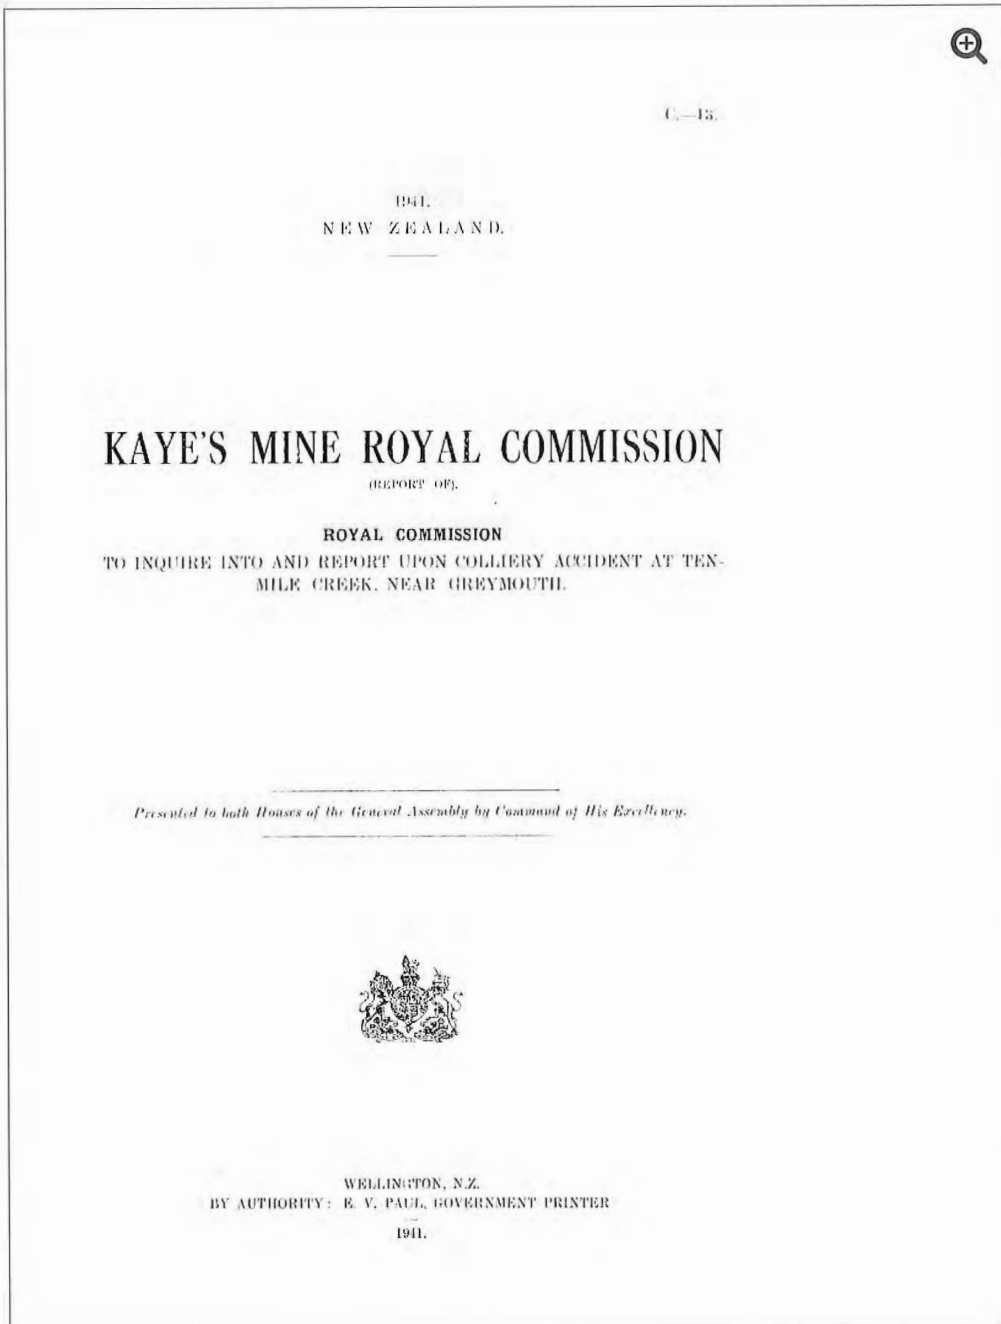 C.—13.
1941.
NEW ZEALAND.
KAYE'S MINE ROYAL COMMISSION
(REPORT OF).
ROYAL COMMISSION
TO INQUIRE INTO AND REPORT UPON COLLIERY ACCIDENT AT TEN-
MILE CREEK, NEAR GREYMOUTH.
Presented to both Houses of the General Assembly by Command of His Excellency.
WELLINGTON, N.Z.
BY AUTHORITY: E. V. PAUL, GOVERNMENT PRINTER
1941.